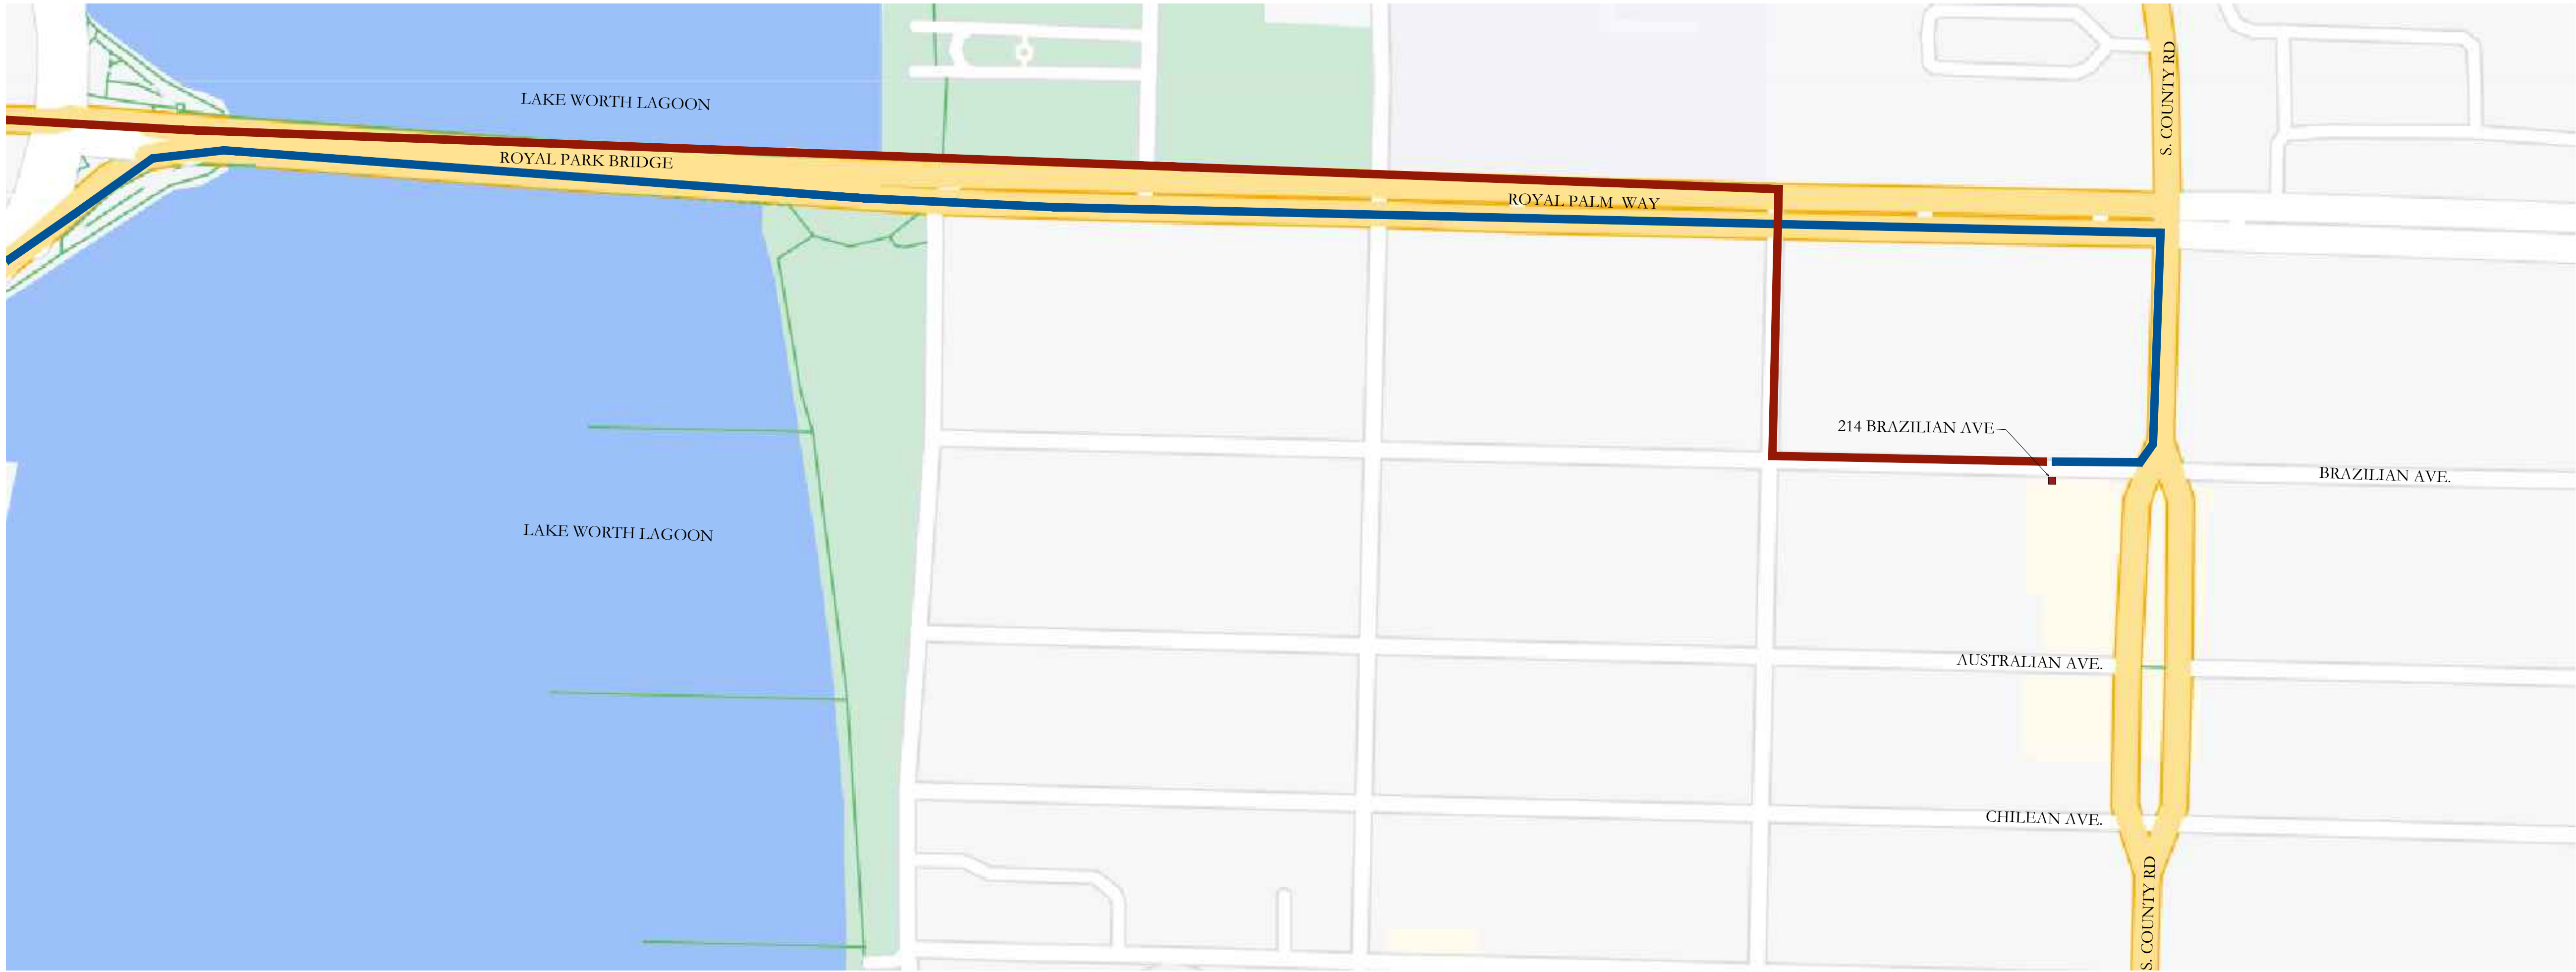 S. COUNTY RD
LAKE WORTH LAGOON
ROYAL PARK BRIDGE
ROYAL PALM WAY
214 BRAZILIAN AVE
BRAZILIAN AVE.
LAKE WORTH LAGOON
AUSTRALIAN AVE.
CHILEAN AVE.
S. COUNTY RD